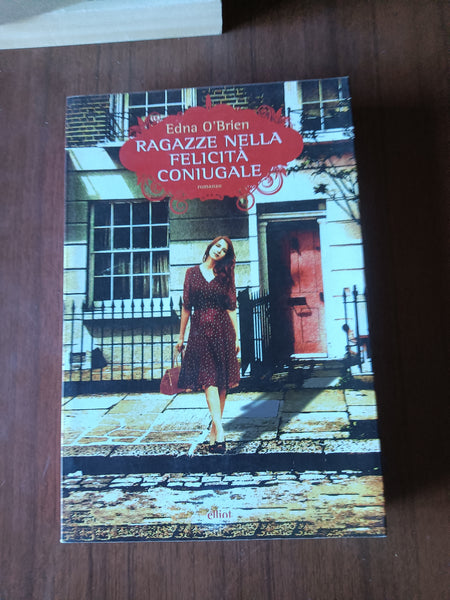 Edna O'Brien
RAGAZZE NELLA
FELICITÀ
CONIUGALE
romanzo
elliot